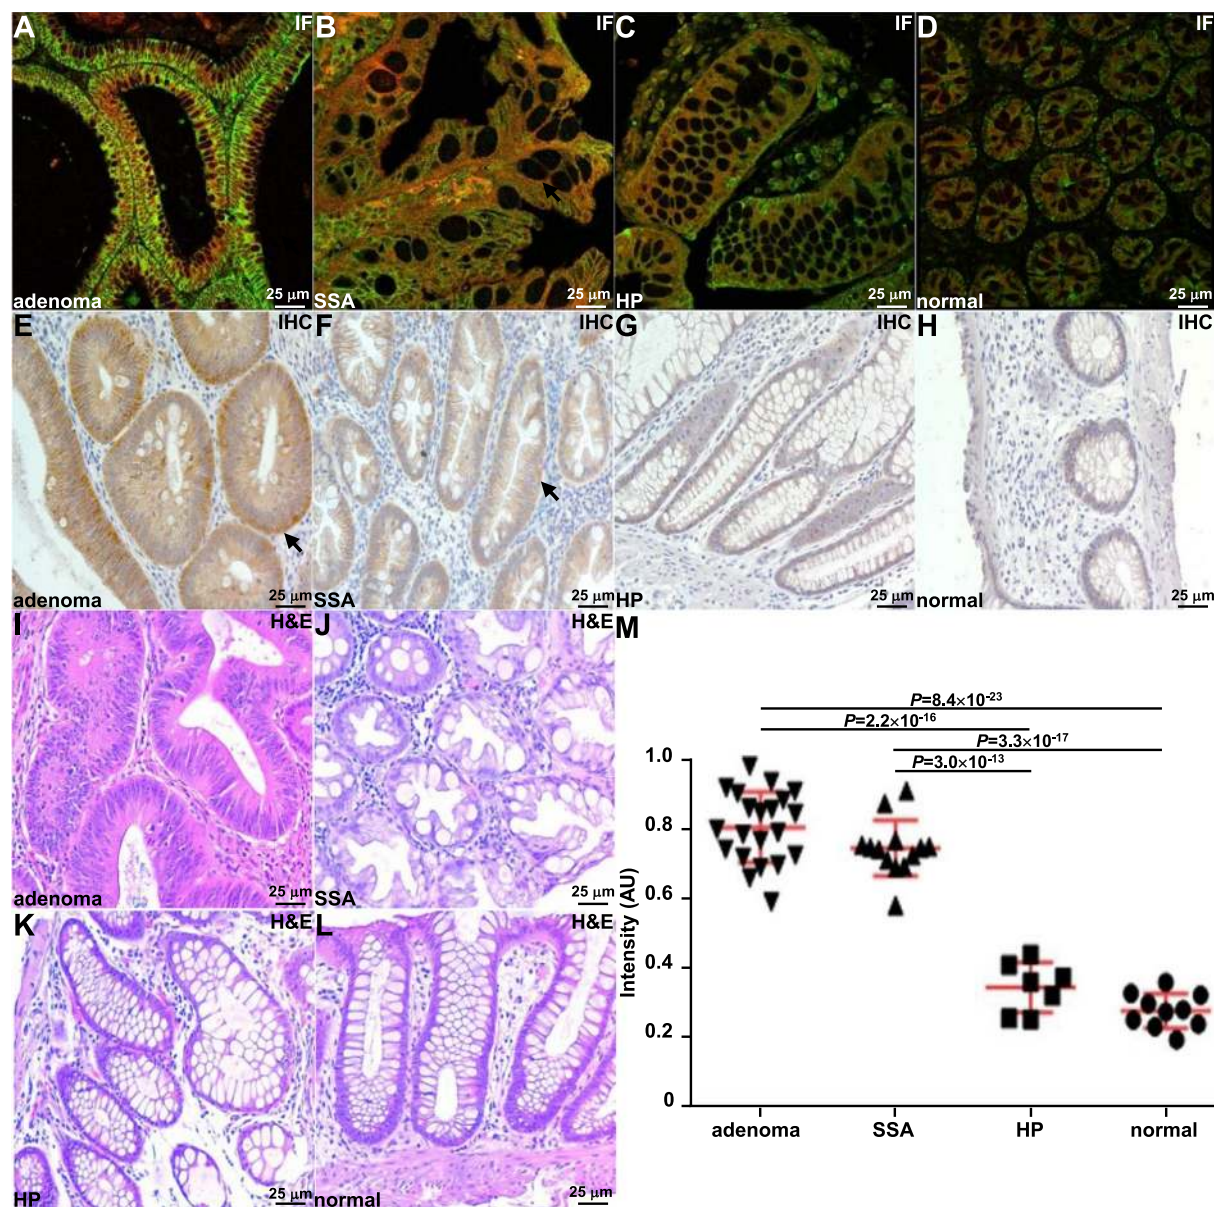 A IF B IF C IF D IF
25 μm 25 μm 25 μm 25 μm
adenoma SSA HP normal
E IHC F IHC G IHC H IHC
25 μm 25 μm 25 μm 25 μm
adenoma SSA HP normal
I H&E J H&E
25 μm 25 μm
adenoma SSA
K H&E L H&E
25 μm 25 μm
HP normal
M
P=8.4×10-23
P=2.2×10-16
P=3.3×10-17
P=3.0×10-13
Intensity (AU)
1.0
0.8
0.6
0.4
0.2
0
adenoma SSA HP normal